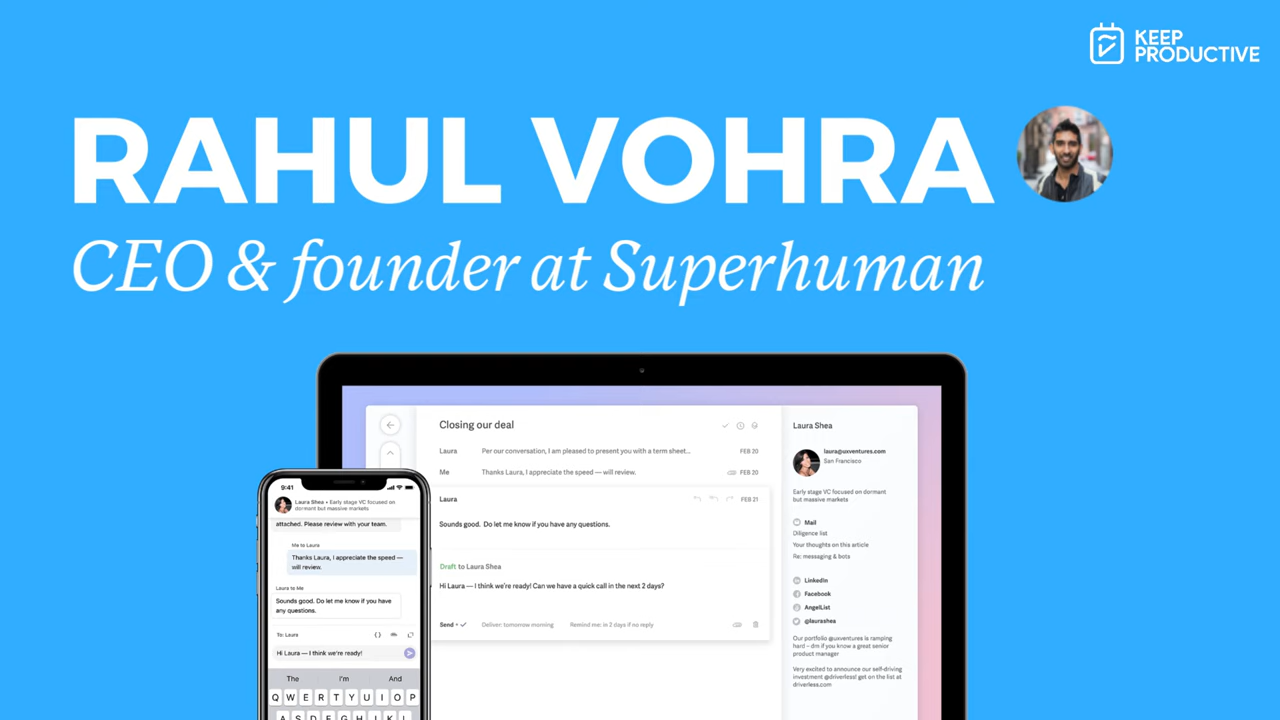 KEEP
PRODUCTIVE
RAHUL VOHRA
CEO & founder at Superhuman
Closing our deal
Laura Per our conversation, I am pleased to present you with a term sheet... FEB 20
Me Thanks Laura, I appreciate the speed — will review. FEB 20
Laura FEB 21
Sounds good. Do let me know if you have any questions.
Draft to Laura Shea
Hi Laura — I think we're ready! Can we have a quick call in the next 2 days?
Send Deliver: tomorrow morning Remind me: in 2 days if no reply
Laura Shea
laura@uxventures.com
San Francisco
Early stage VC focused on dormant
but massive markets
Mail
Diligence list
Your thoughts on this article
Re: messaging & bots
LinkedIn
Facebook
AngelList
@laurashea
Our portfolio @uxventures is ramping
hard – dm if you know a great senior
product manager
Very excited to announce our self-driving
investment @driverless! get on the list at
driverless.com
9:41
Laura Shea • Early stage VC focused on
dormant but massive markets
attached. Please review with your team.
Me to Laura
Thanks Laura, I appreciate the speed —
will review.
Laura to Me
Sounds good. Do let me know if you have
any questions.
To: Laura
Hi Laura — I think we're ready!
The I'm And
Q W E R T Y U I O P
A S D F G H J K L